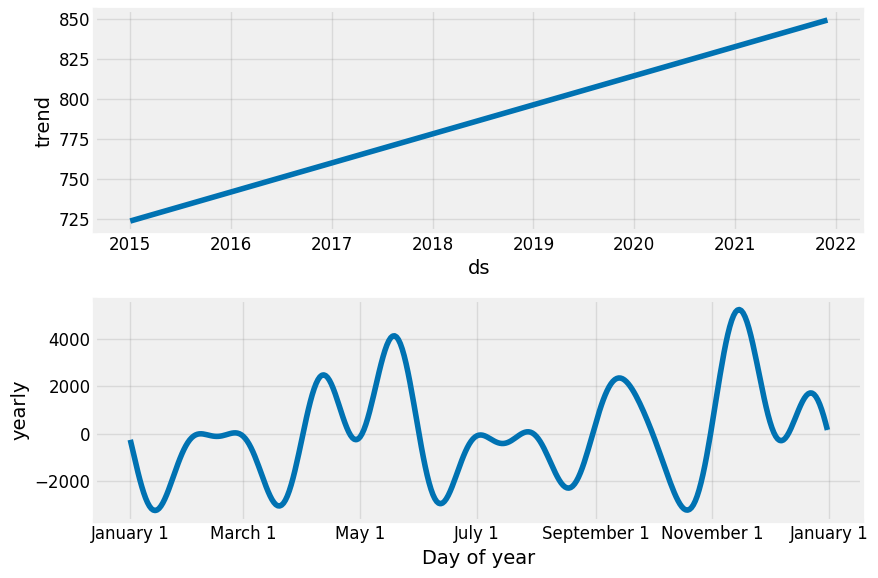 850
825
800
775
750
725
trend
2015 2016 2017 2018 2019 2020 2021 2022
ds
4000
2000
0
−2000
yearly
January 1 March 1 May 1 July 1 September 1 November 1 January 1
Day of year